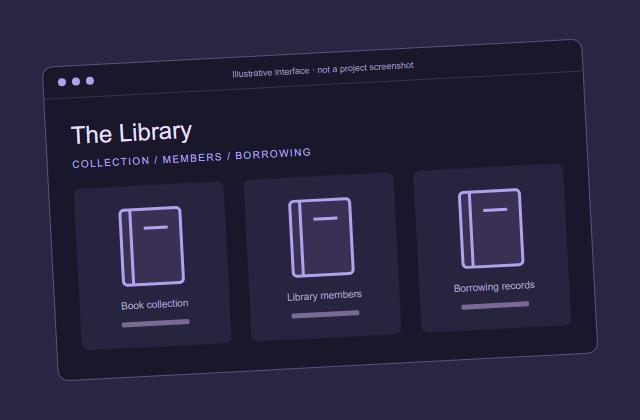 Illustrative interface · not a project screenshot
The Library
COLLECTION / MEMBERS / BORROWING
Book collection
Library members
Borrowing records